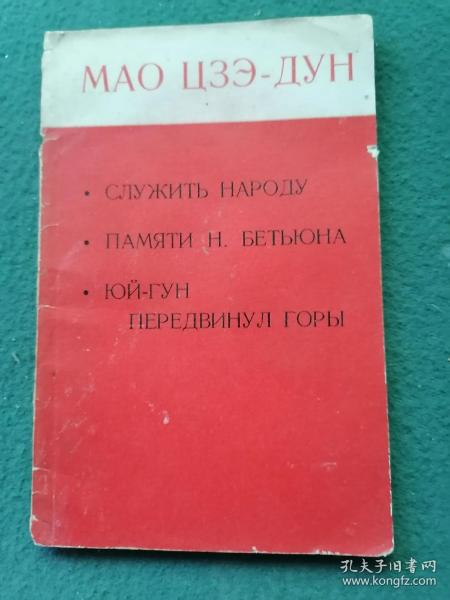 МАО ЦЗЭ-ДУН
• СЛУЖИТЬ НАРОДУ
• ПАМЯТИ Н. БЕТЬЮНА
• ЮЙ-ГУН
ПЕРЕДВИНУЛ ГОРЫ
孔夫子旧书网
www.kongfz.com